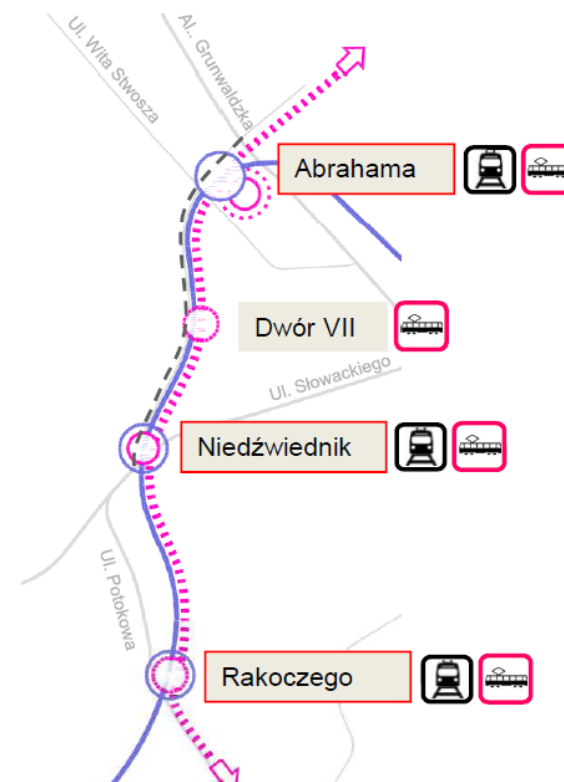 Ul. Wita Stwosza
Al.. Grunwaldzka
Abrahama
Dwór VII
Ul. Słowackiego
Niedźwiednik
Ul. Potokowa
Rakoczego